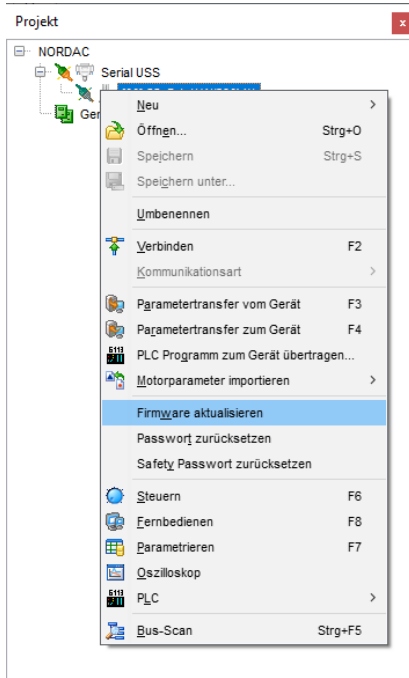 Projekt
x
NORDAC
Serial USS
Neu
Öffnen... Strg+O
Speichern Strg+S
Speichern unter...
Umbenennen
Verbinden F2
Kommunikationsart
Parametertransfer vom Gerät F3
Parametertransfer zum Gerät F4
PLC Programm zum Gerät übertragen...
Motorparameter importieren
Firmware aktualisieren
Passwort zurücksetzen
Safety Passwort zurücksetzen
Steuern F6
Fernbedienen F8
Parametrieren F7
Oszilloskop
PLC
Bus-Scan Strg+F5